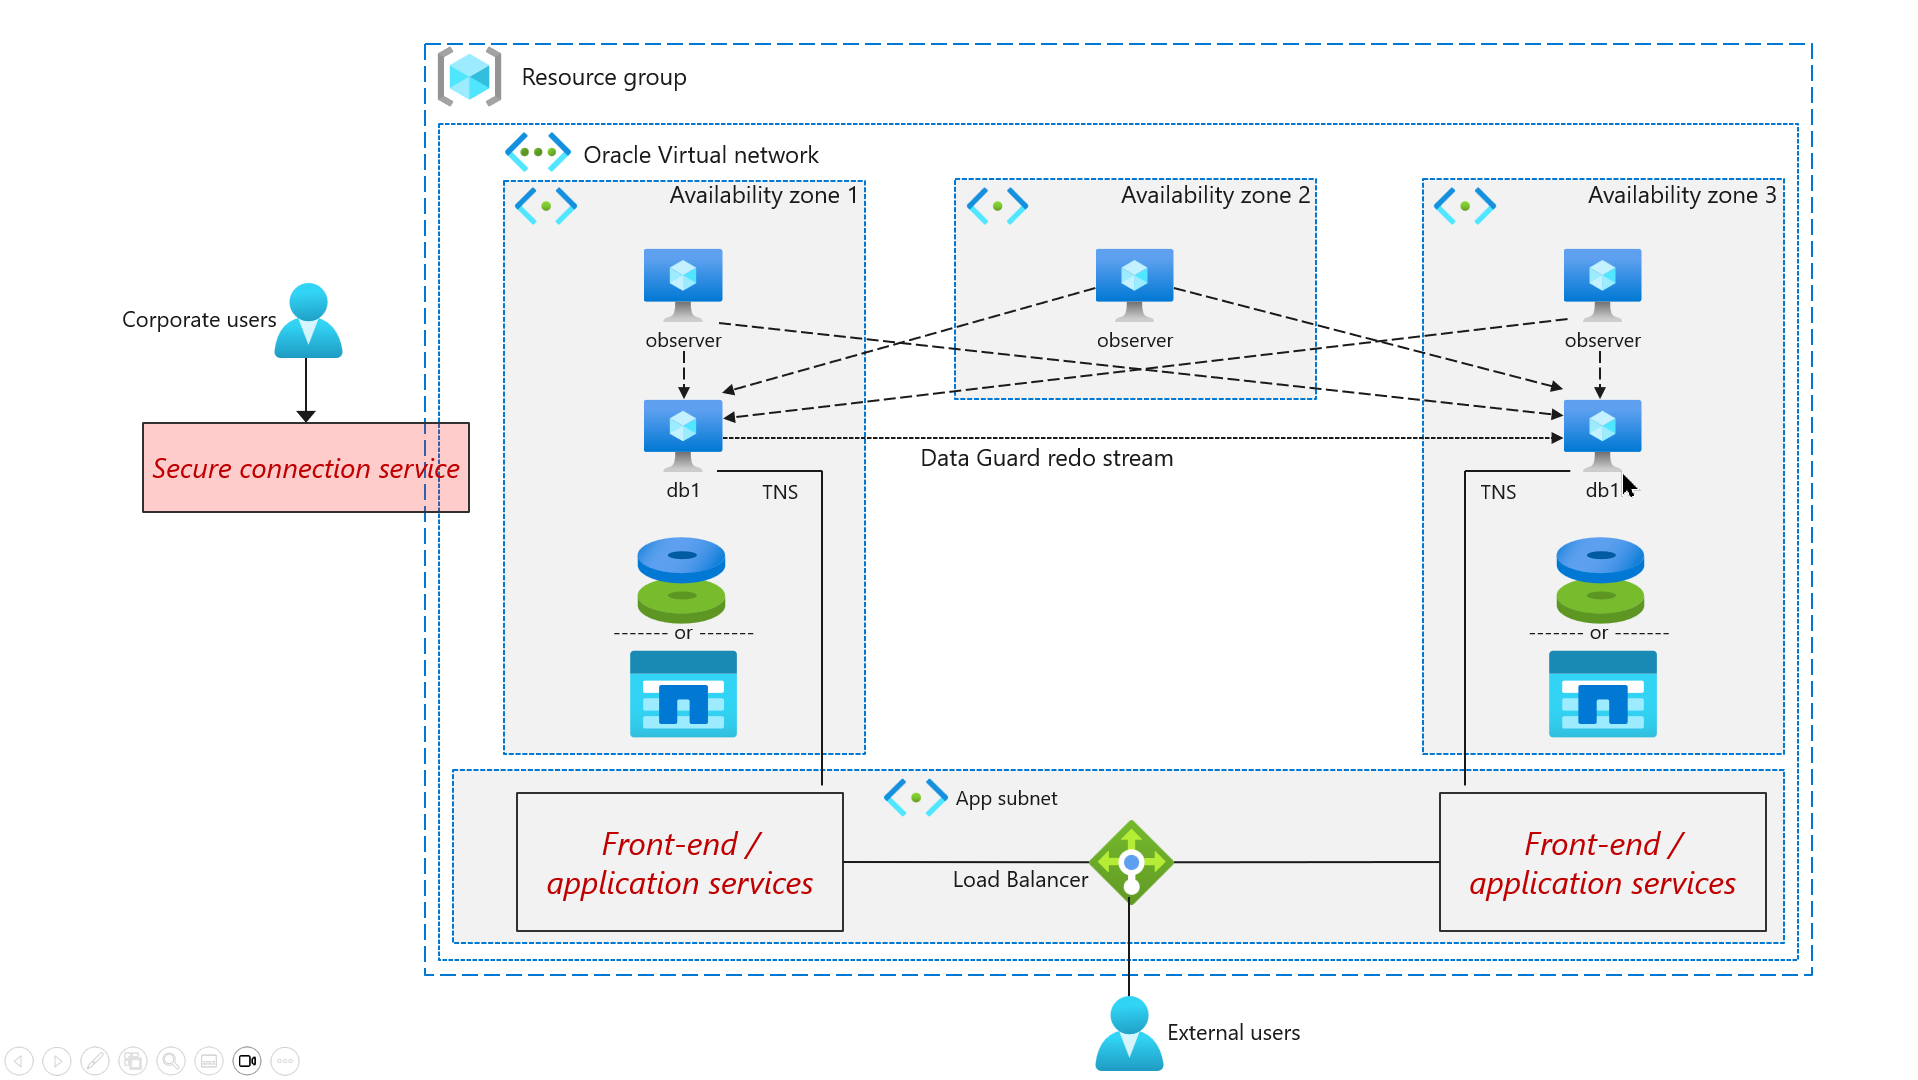 Resource group
Oracle Virtual network
Availability zone 1
Availability zone 2
Availability zone 3
Corporate users
observer
observer
observer
Secure connection service
Data Guard redo stream
db1
TNS
TNS
db1
or
or
App subnet
Front-end /
application services
Load Balancer
Front-end /
application services
External users